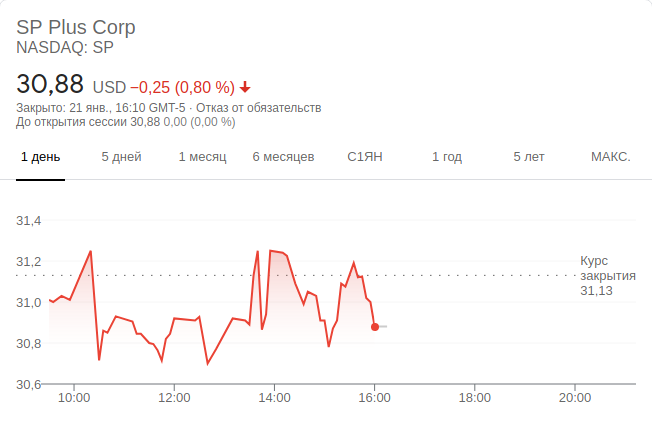 SP Plus Corp
NASDAQ: SP
30,88 USD −0,25 (0,80 %)
Закрыто: 21 янв., 16:10 GMT-5 · Отказ от обязательств
До открытия сессии 30,88 0,00 (0,00 %)
1 день 5 дней 1 месяц 6 месяцев С1ЯН 1 год 5 лет МАКС.
31,4
31,2
31,0
30,8
30,6
Курс
закрытия
31,13
10:00 12:00 14:00 16:00 18:00 20:00